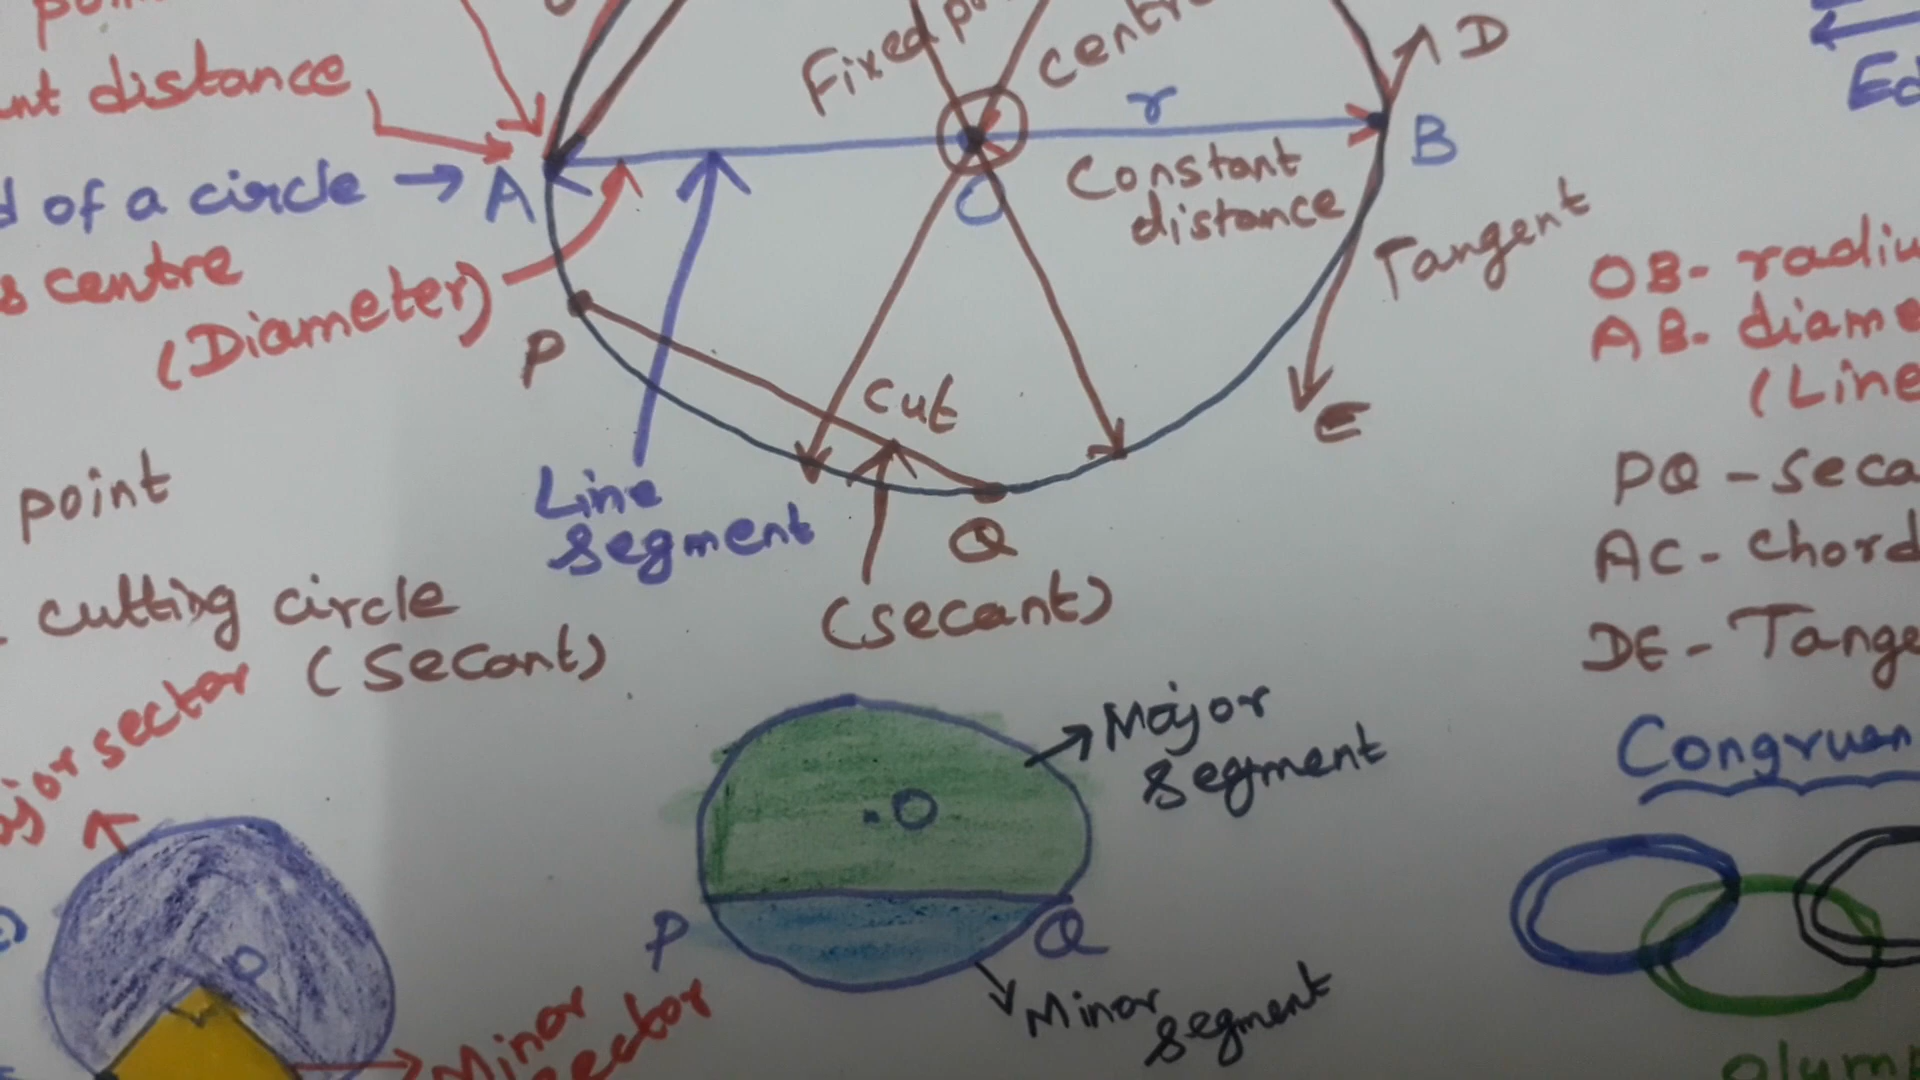 distance
of a circle → A
centre
(Diameter)
Fixed
centre
r
Constant
distance
O
B
D
Tangent
E
P
cut
Line
segment
Q
(secant)
point
cutting circle
(Secant)
OB- radiu
AB- diame
(Line
PQ - seca
AC - chord
DE - Tange
Congruen
sector
O
Minor
Major
segment
.O
P
Q
Minor
segment